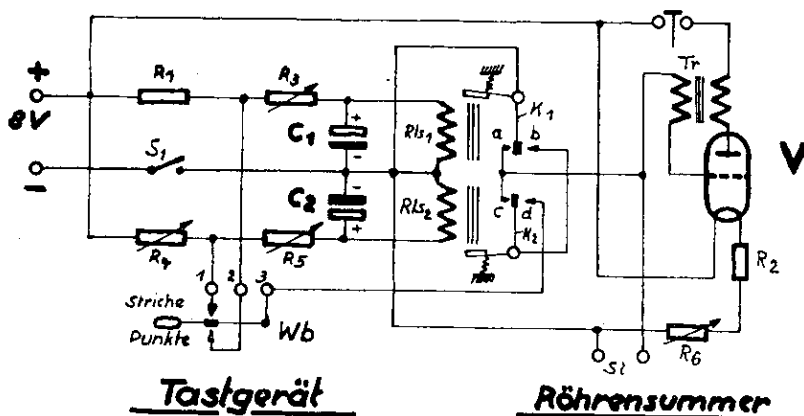 +
8V
−
R1
R3
S1
C1
C2
+
−
−
+
Rls1
Rls2
R4
R5
1 2 3
Striche
Punkte
Wb
K1
a b
c d
K2
Tr
V
R2
R6
Si
Tastgerät
Röhrensummer